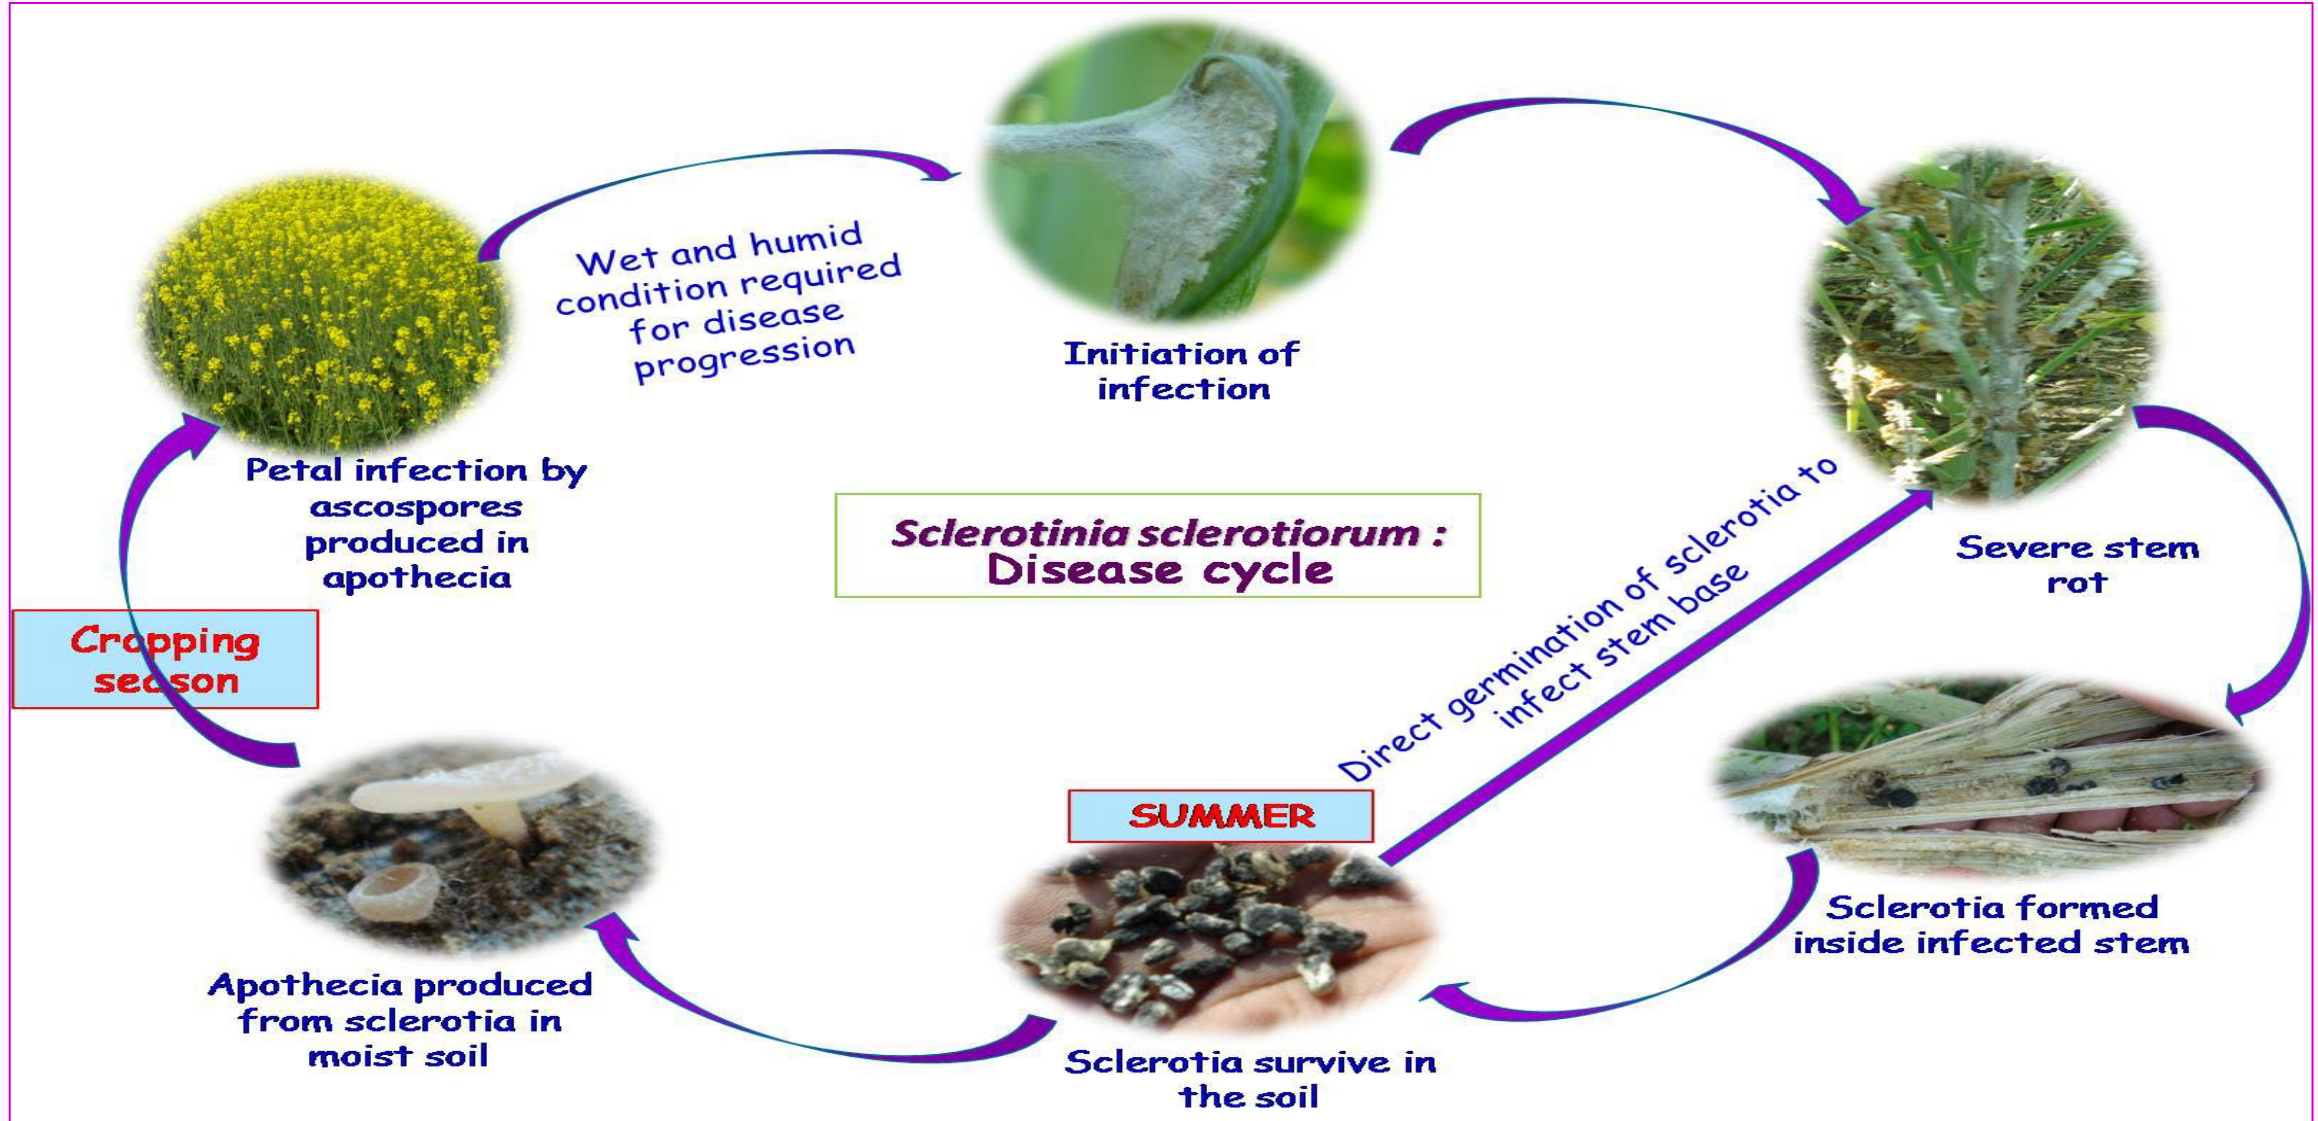 Wet and humid
condition required
for disease
progression
Initiation of
infection
Petal infection by
ascospores
produced in
apothecia
Sclerotinia sclerotiorum :
Disease cycle
Direct germination of sclerotia to
infect stem base
Severe stem
rot
Cropping
season
SUMMER
Sclerotia formed
inside infected stem
Apothecia produced
from sclerotia in
moist soil
Sclerotia survive in
the soil